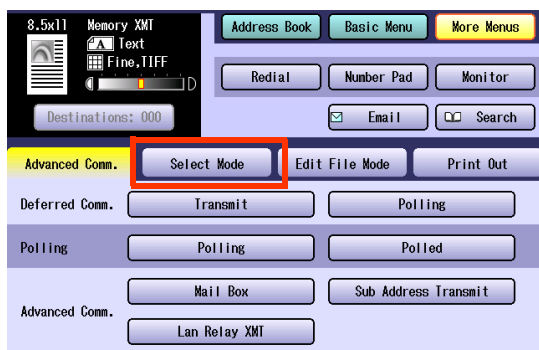 8.5x11 Memory XMT
A Text
Fine,TIFF
D
Destinations: 000
Address Book Basic Menu More Menus
Redial Number Pad Monitor
Email Search
Advanced Comm. Select Mode Edit File Mode Print Out
Deferred Comm. Transmit Polling
Polling Polling Polled
Advanced Comm. Mail Box Sub Address Transmit
Lan Relay XMT